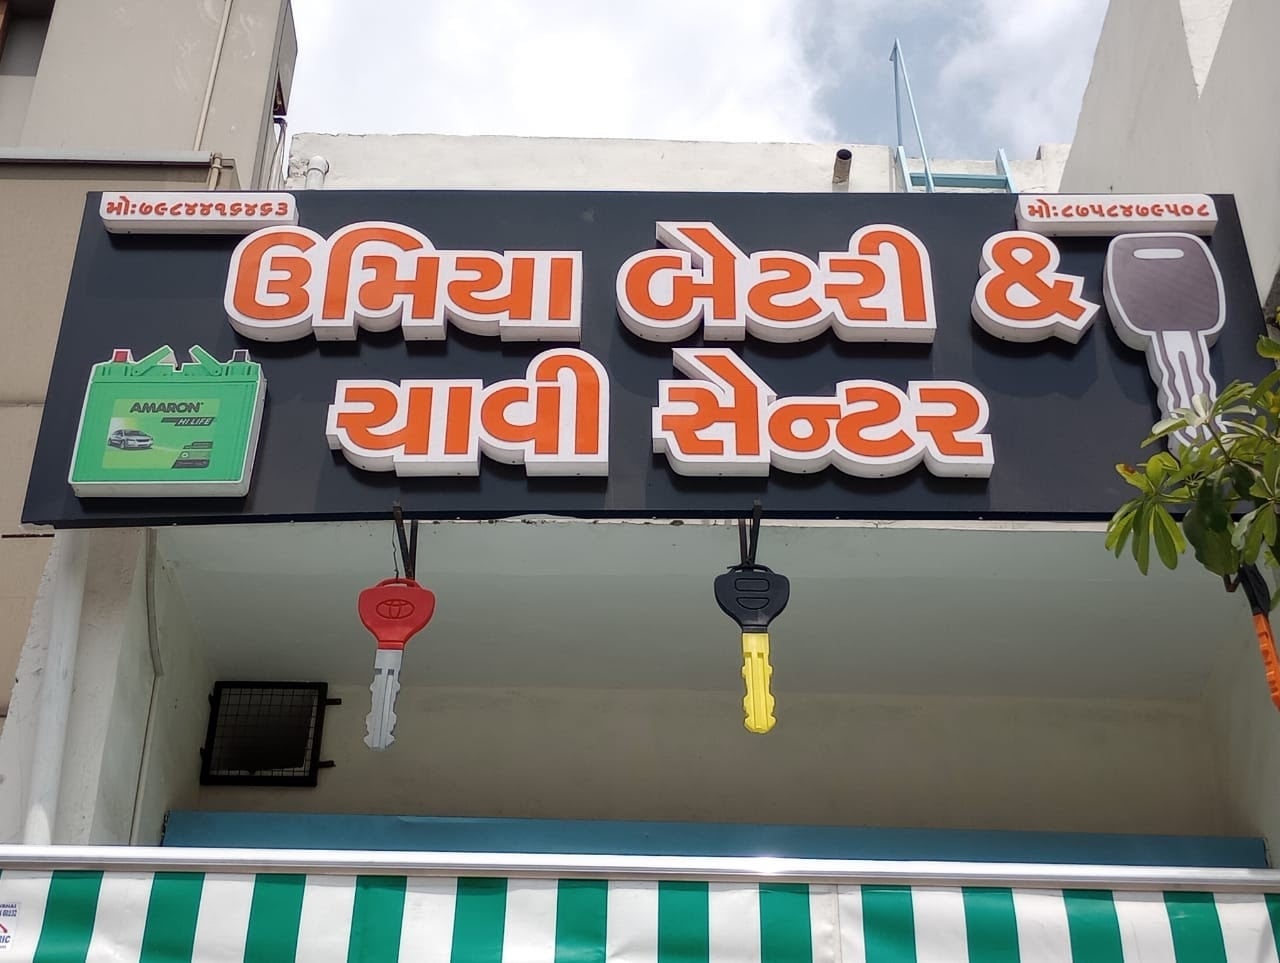 મો:૭૯૮૪૪૧૬૪૬૩
મો:૮૭૫૮૪૭૯૫૦૮
ઉમિયા બેટરી &
ચાવી સેન્ટર
AMARON
HI LIFE